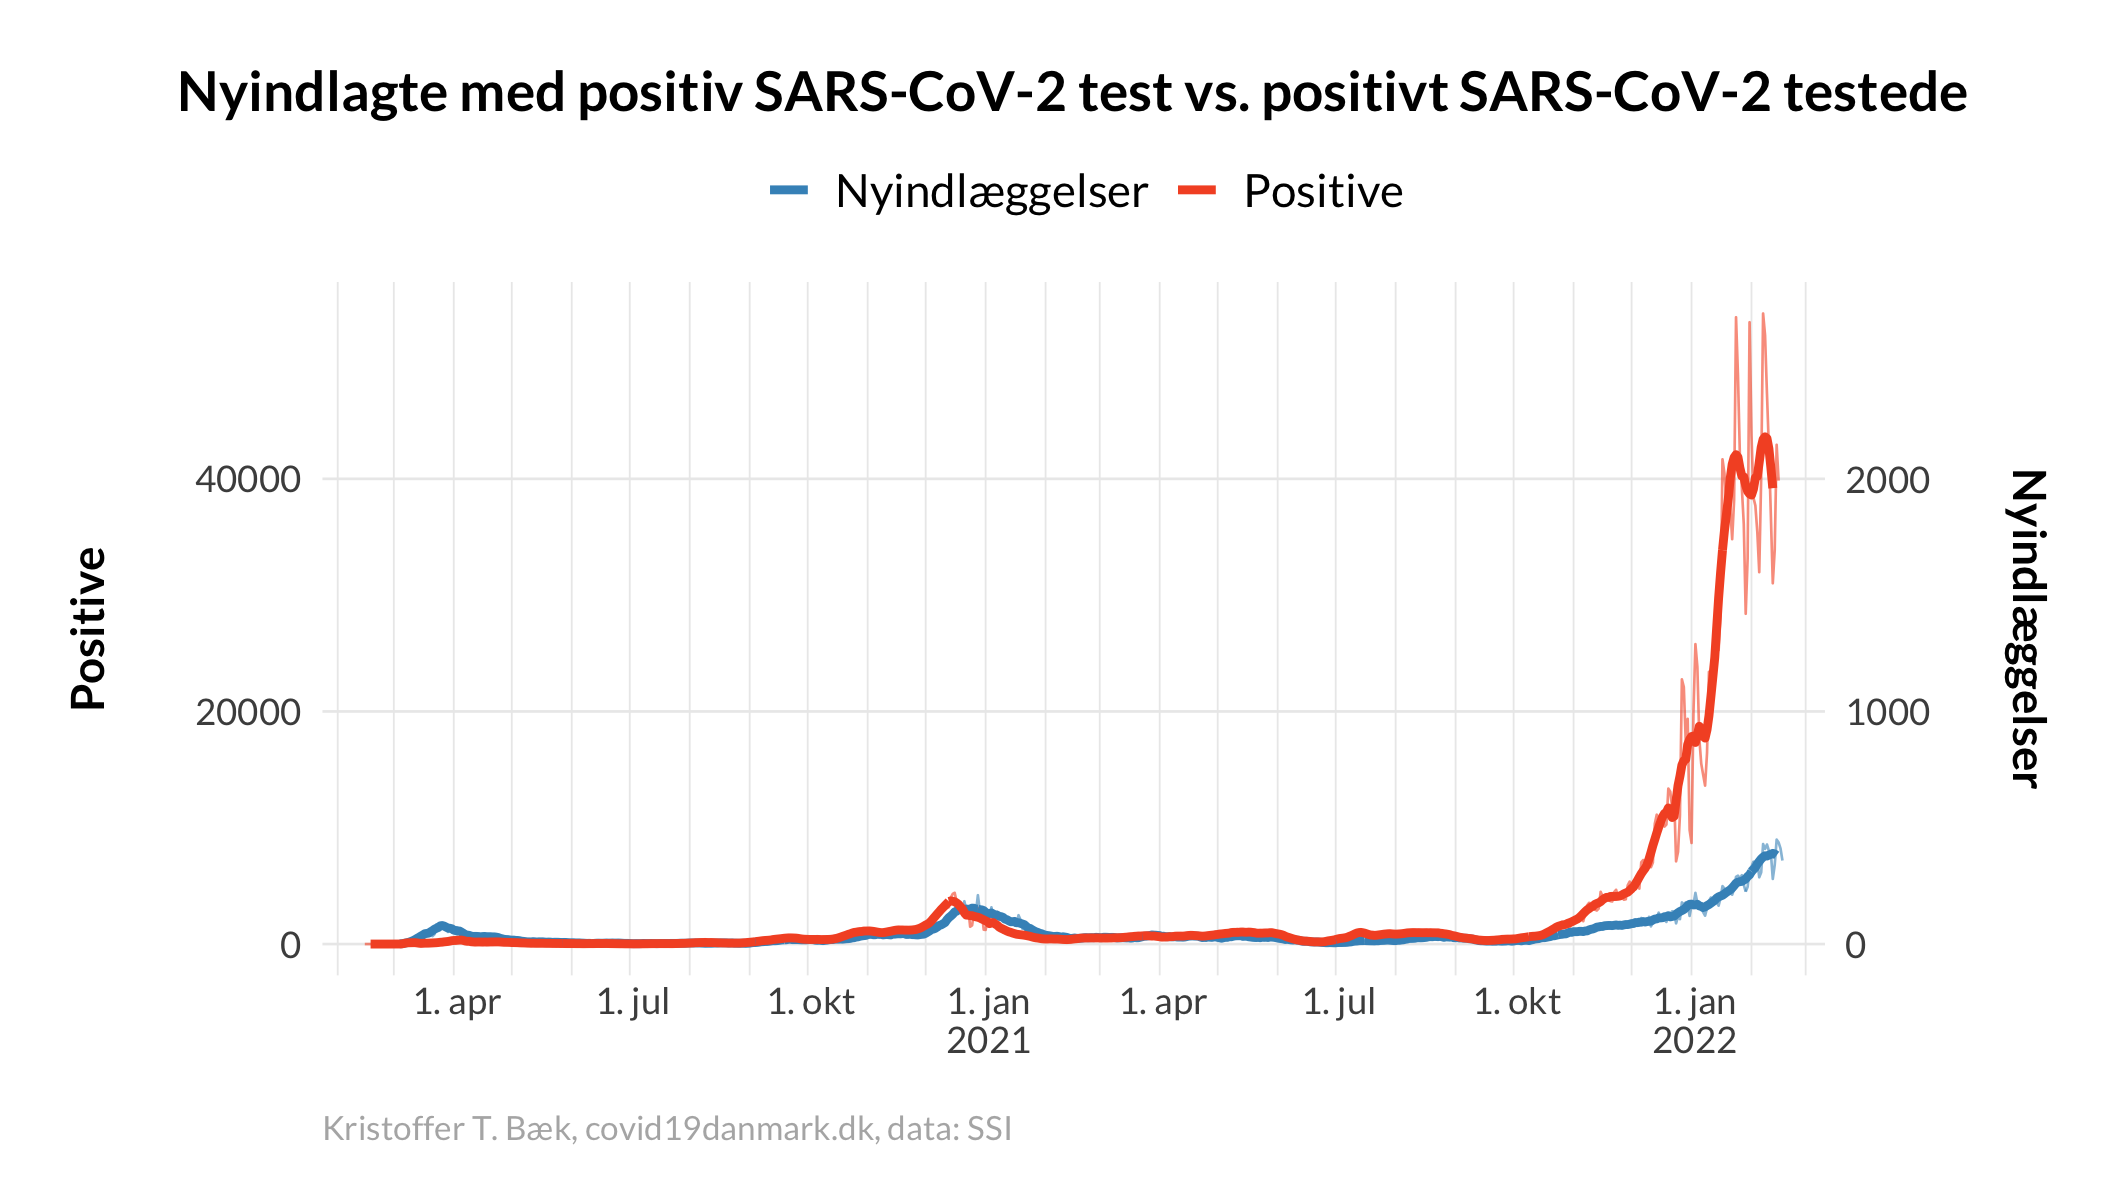 Nyindlagte med positiv SARS-CoV-2 test vs. positivt SARS-CoV-2 testede
Nyindlæggelser Positive
40000
20000
0
Positive
2000
1000
0
Nyindlæggelser
1. apr 1. jul 1. okt 1. jan 1. apr 1. jul 1. okt 1. jan
2021 2022
Kristoffer T. Bæk, covid19danmark.dk, data: SSI